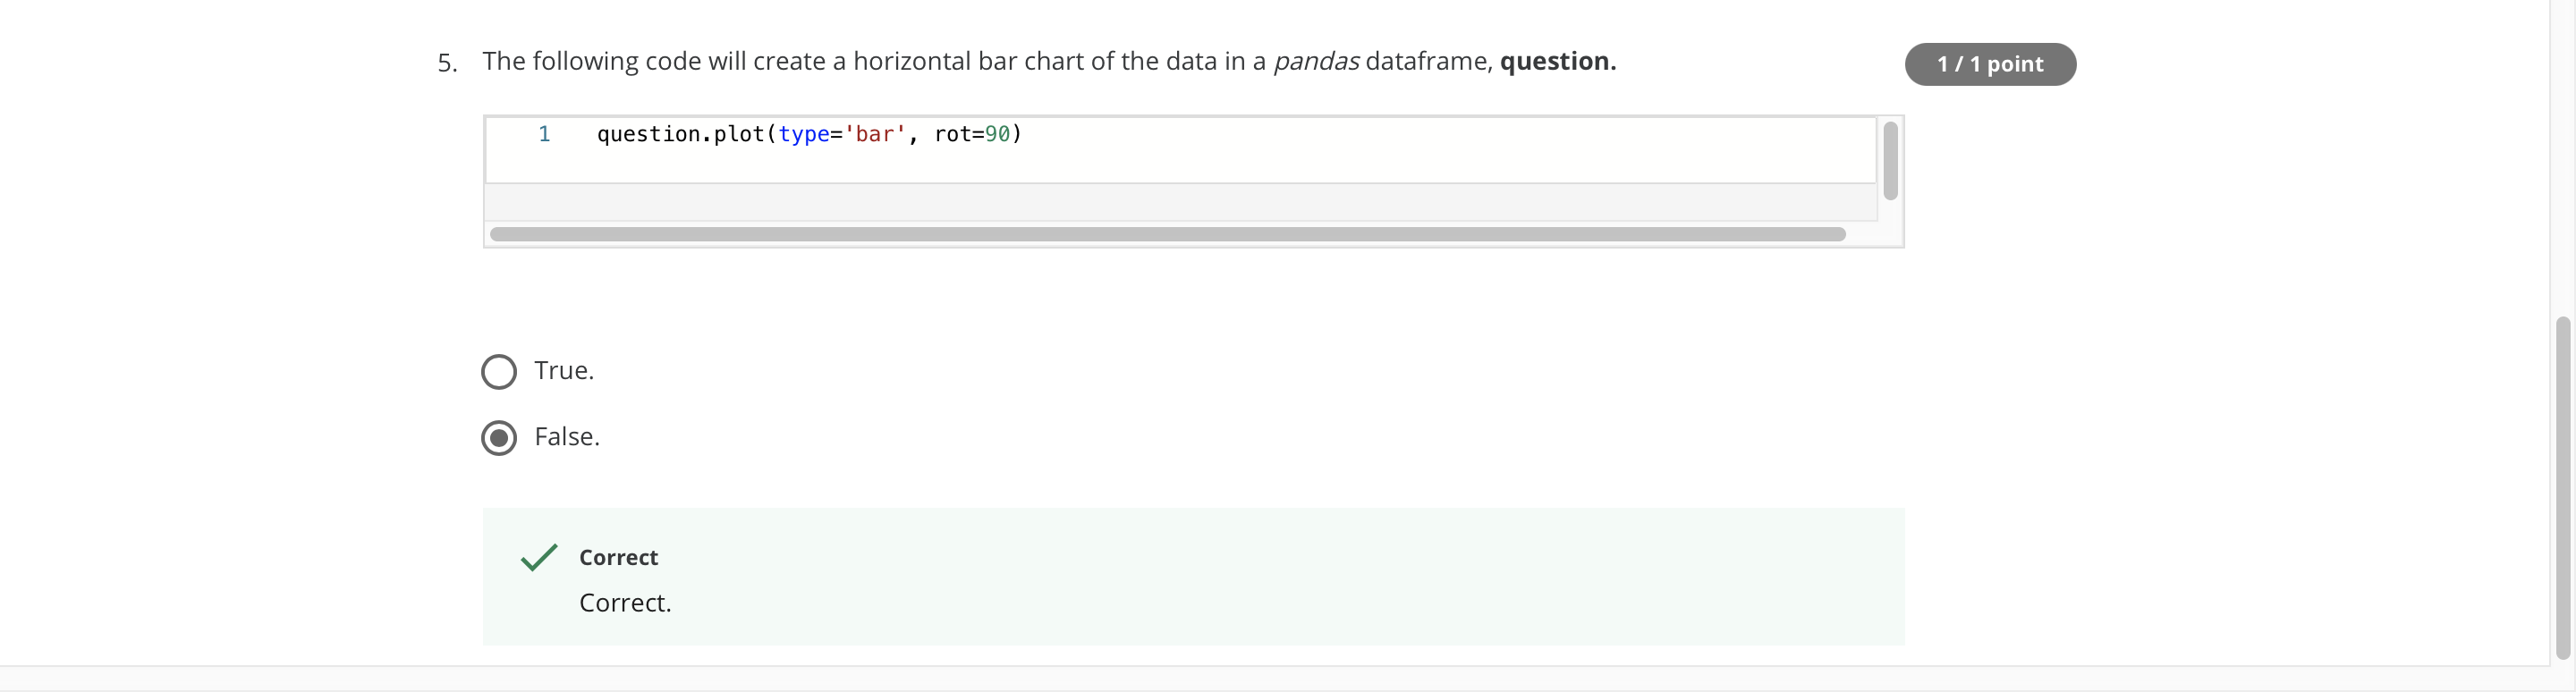 5. The following code will create a horizontal bar chart of the data in a pandas dataframe, question.
1 / 1 point
1 question.plot(type='bar', rot=90)
True.
False.
Correct
Correct.